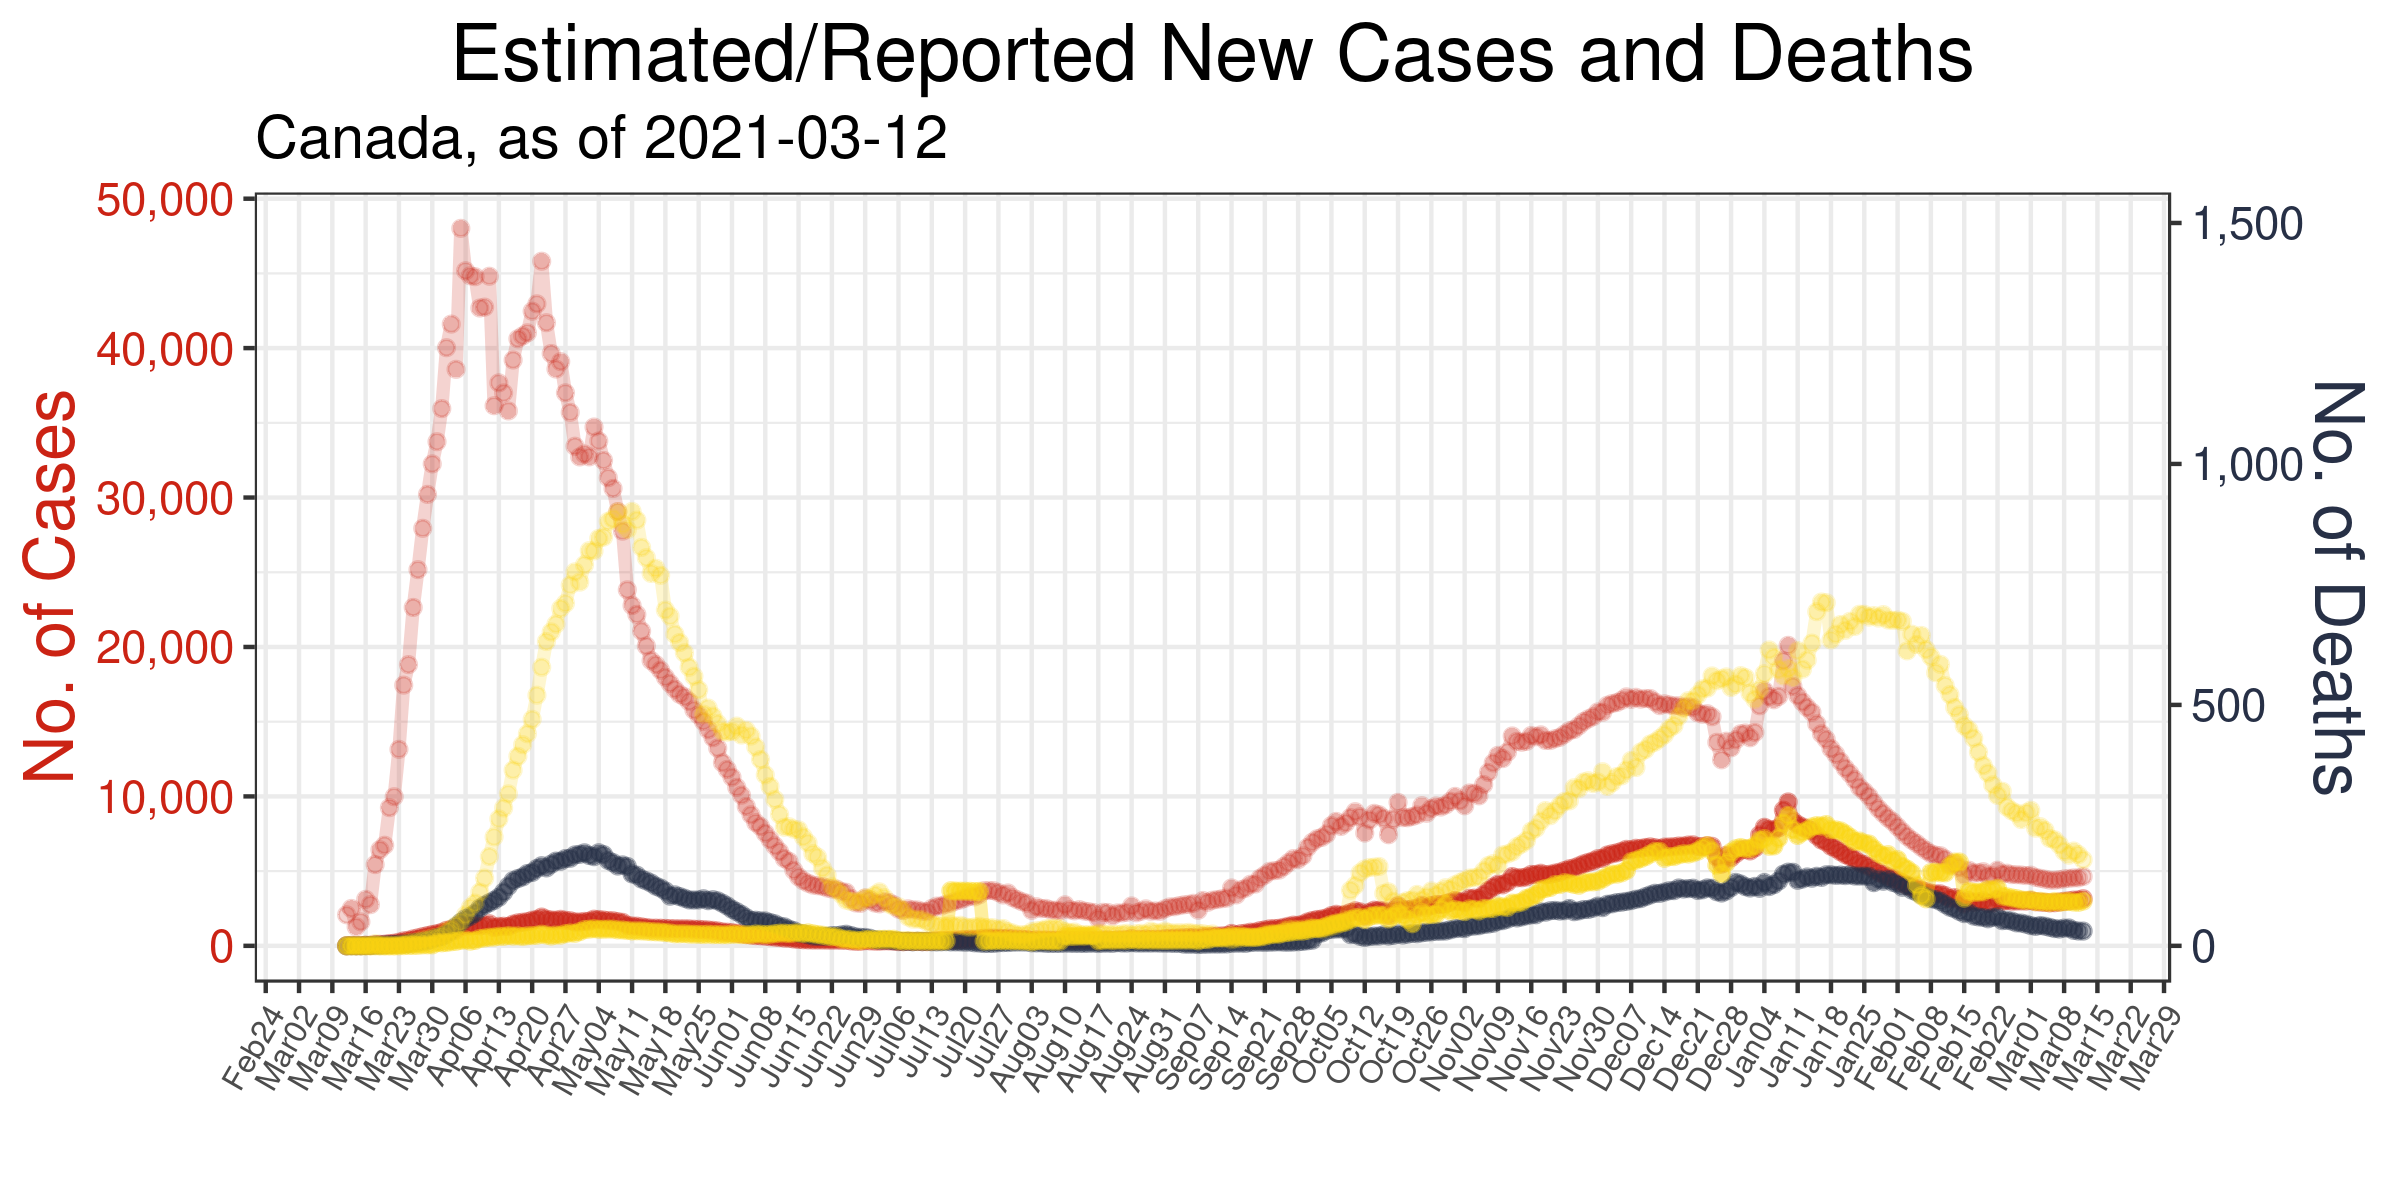 Estimated/Reported New Cases and Deaths
Canada, as of 2021-03-12
No. of Cases
50,000
40,000
30,000
20,000
10,000
0
1,500
1,000
500
0
No. of Deaths
Feb24
Mar02
Mar09
Mar16
Mar23
Mar30
Apr06
Apr13
Apr20
Apr27
May04
May11
May18
May25
Jun01
Jun08
Jun15
Jun22
Jun29
Jul06
Jul13
Jul20
Jul27
Aug03
Aug10
Aug17
Aug24
Aug31
Sep07
Sep14
Sep21
Sep28
Oct05
Oct12
Oct19
Oct26
Nov02
Nov09
Nov16
Nov23
Nov30
Dec07
Dec14
Dec21
Dec28
Jan04
Jan11
Jan18
Jan25
Feb01
Feb08
Feb15
Feb22
Mar01
Mar08
Mar15
Mar22
Mar29